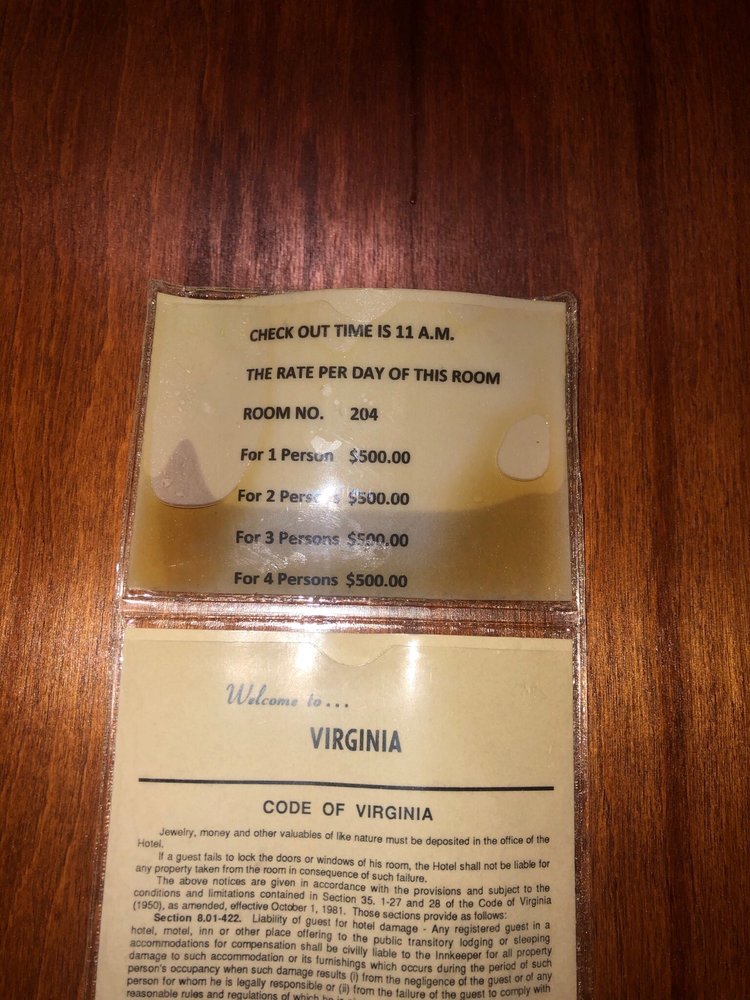 CHECK OUT TIME IS 11 A.M.
THE RATE PER DAY OF THIS ROOM
ROOM NO. 204
For 1 Person $500.00
For 2 Persons $500.00
For 3 Persons $500.00
For 4 Persons $500.00
Welcome to...
VIRGINIA
CODE OF VIRGINIA
Jewelry, money and other valuables of like nature must be deposited in the office of the
Hotel.
If a guest fails to lock the doors or windows of his room, the Hotel shall not be liable for
any property taken from the room in consequence of such failure.
The above notices are given in accordance with the provisions and subject to the
conditions and limitations contained in Section 35. 1-27 and 28 of the Code of Virginia
(1950), as amended, effective October 1, 1981. Those sections provide as follows:
Section 8.01-422. Liability of guest for hotel damage - Any registered guest in a
hotel, motel, inn or other place offering to the public transitory lodging or sleeping
accommodations for compensation shall be civilly liable to the Innkeeper for all property
damage to such accommodation or its furnishings which occurs during the period of such
person's occupancy when such damage results (i) from the negligence of the guest or of any
person for whom he is legally responsible or (ii) from the failure of the guest to comply with
reasonable rules and regulations of which he